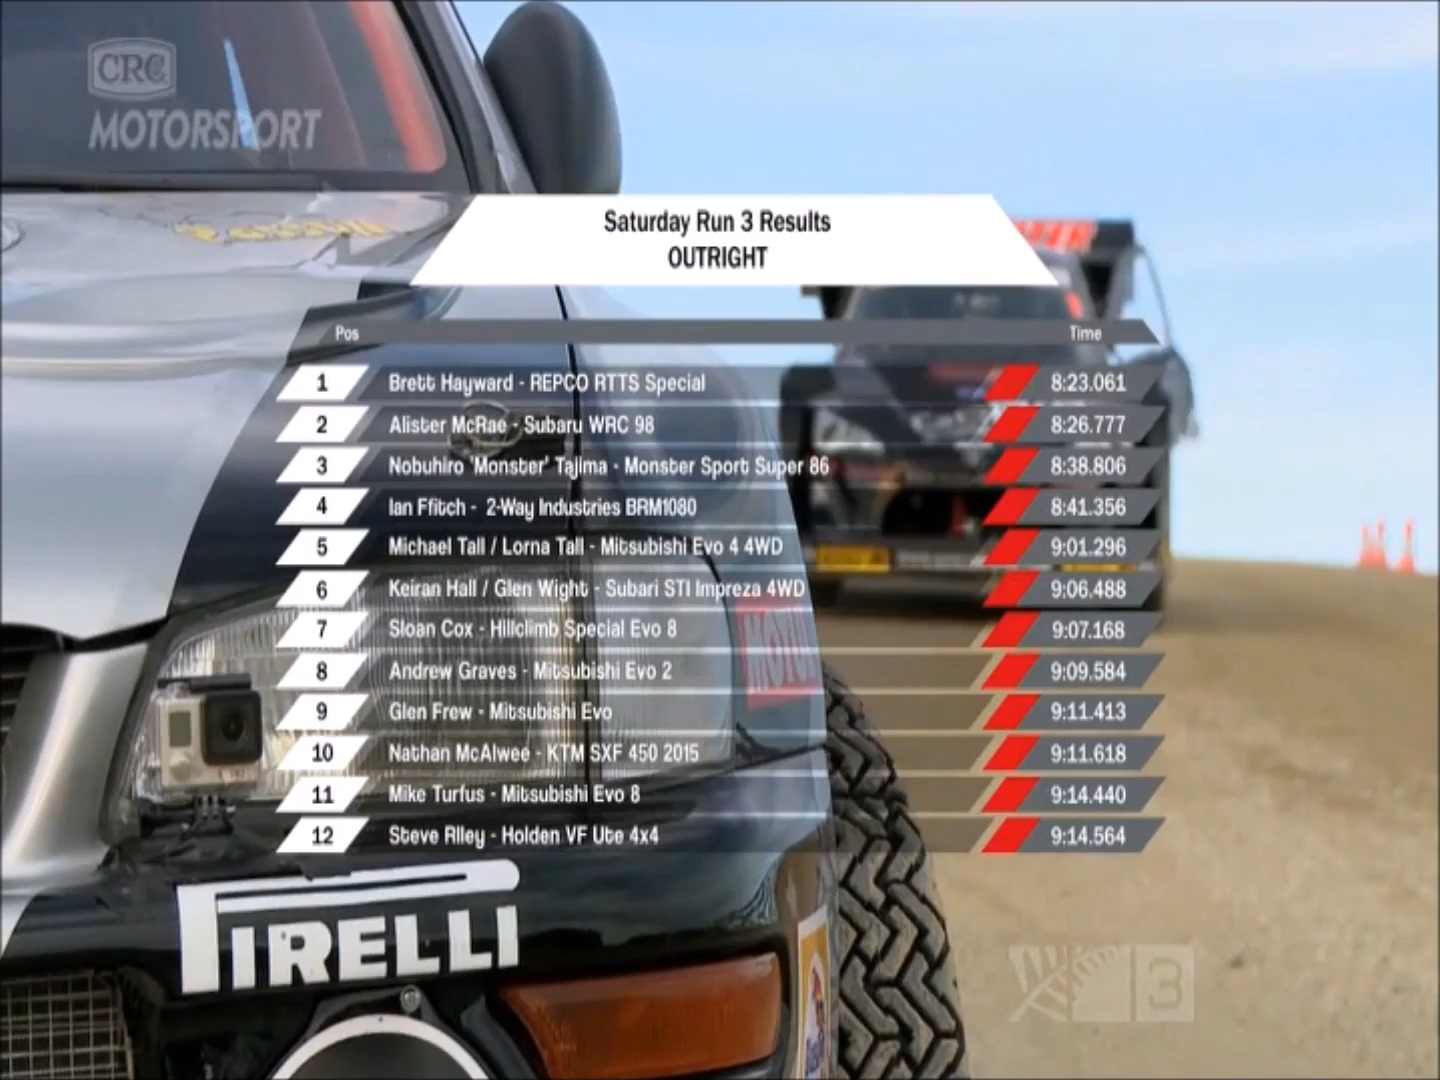 CRC
MOTORSPORT
Saturday Run 3 Results
OUTRIGHT
Pos Time
1 Brett Hayward - REPCO RTTS Special 8:23.061
2 Alister McRae - Subaru WRC 98 8:26.777
3 Nobuhiro 'Monster' Tajima - Monster Sport Super 86 8:38.806
4 Ian Ffitch - 2-Way Industries BRM1080 8:41.356
5 Michael Tall / Lorna Tall - Mitsubishi Evo 4 4WD 9:01.296
6 Keiran Hall / Glen Wight - Subari STI Impreza 4WD 9:06.488
7 Sloan Cox - Hillclimb Special Evo 8 9:07.168
8 Andrew Graves - Mitsubishi Evo 2 9:09.584
9 Glen Frew - Mitsubishi Evo 9:11.413
10 Nathan McAlwee - KTM SXF 450 2015 9:11.618
11 Mike Turfus - Mitsubishi Evo 8 9:14.440
12 Steve RIley - Holden VF Ute 4x4 9:14.564
MOTUL
PIRELLI
3